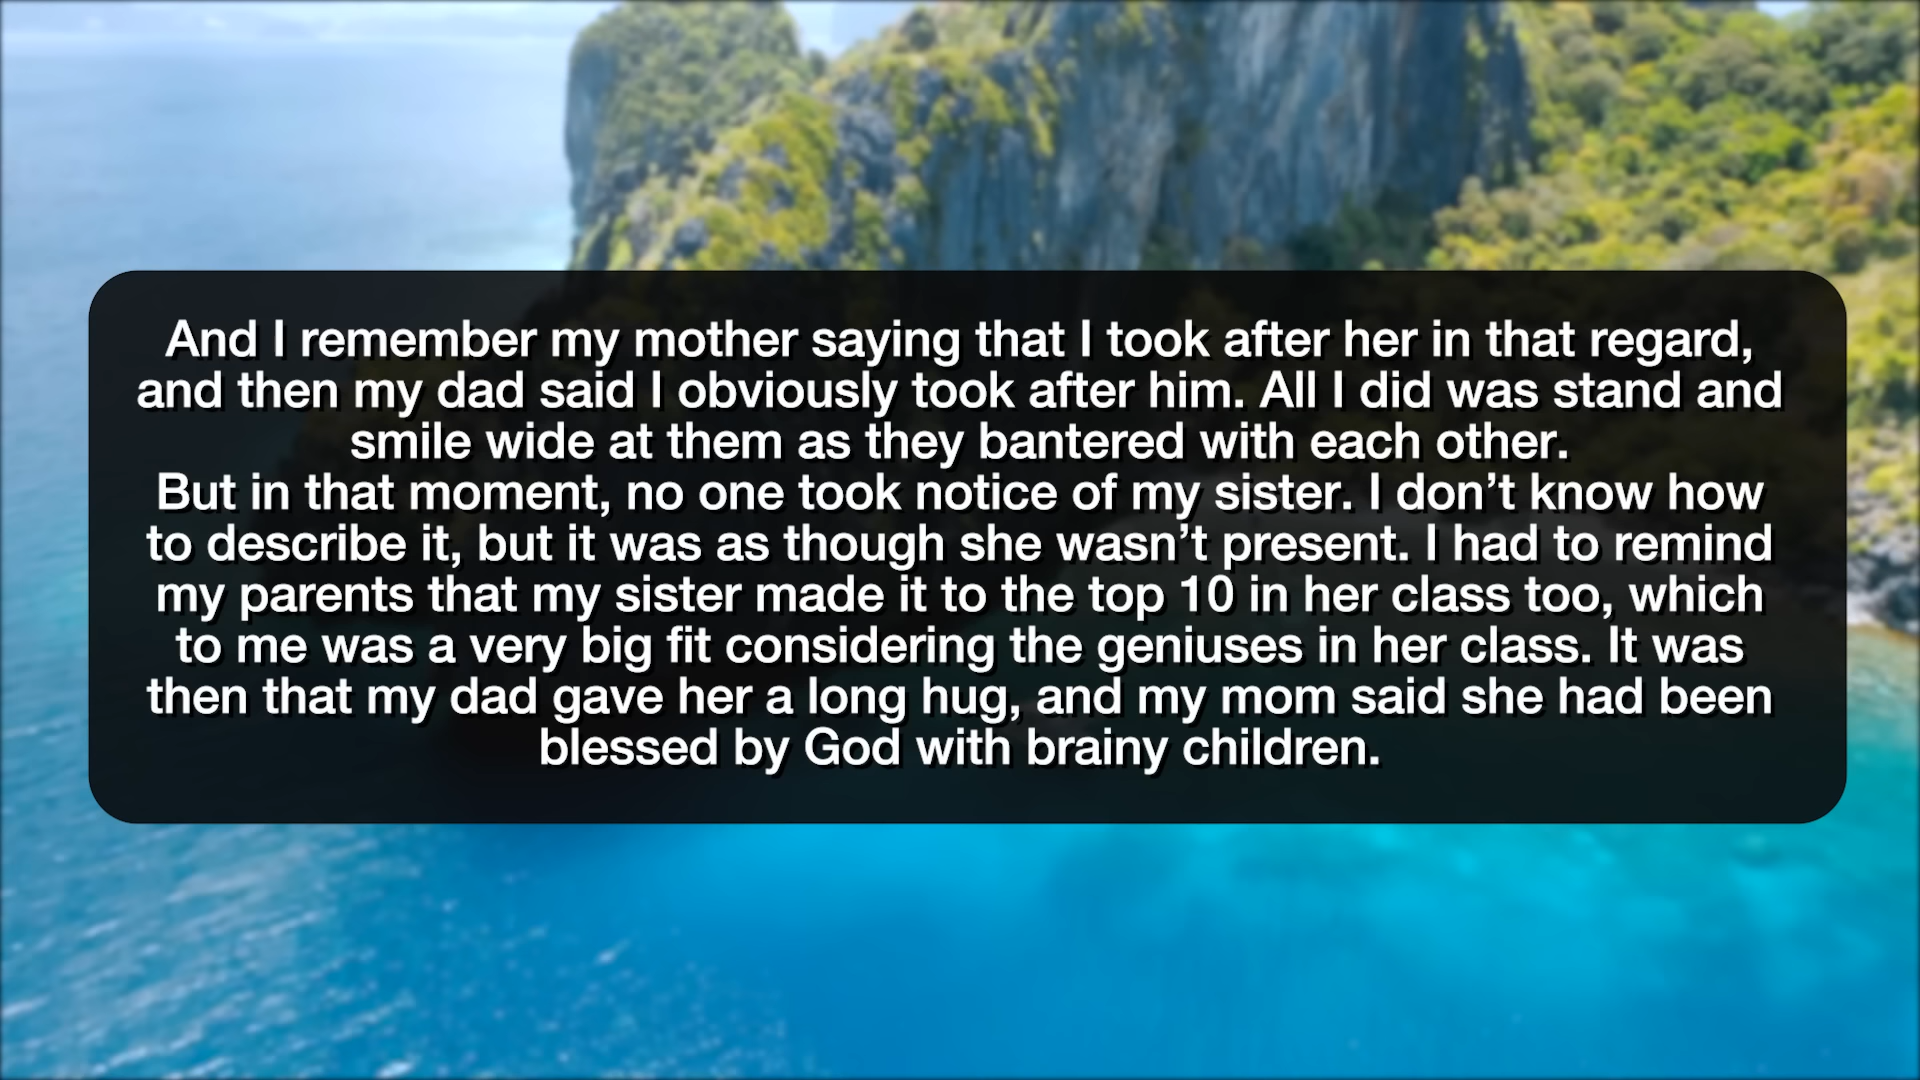 And I remember my mother saying that I took after her in that regard,
and then my dad said I obviously took after him. All I did was stand and
smile wide at them as they bantered with each other.
But in that moment, no one took notice of my sister. I don’t know how
to describe it, but it was as though she wasn’t present. I had to remind
my parents that my sister made it to the top 10 in her class too, which
to me was a very big fit considering the geniuses in her class. It was
then that my dad gave her a long hug, and my mom said she had been
blessed by God with brainy children.